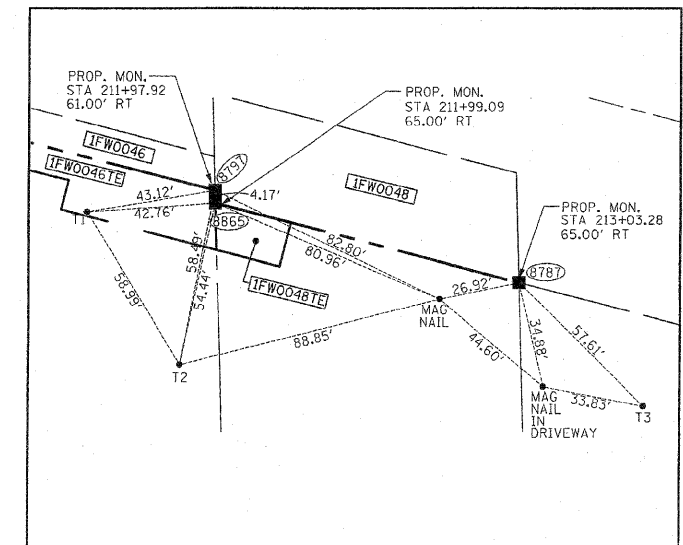 PROP. MON.
STA 211+97.92
61.00' RT
PROP. MON.
STA 211+99.09
65.00' RT
1FW0046
8797
1FW0046TE
1FW0048
43.12'
4.17'
42.76'
T1
8865
PROP. MON.
STA 213+03.28
65.00' RT
82.80'
80.96'
58.49'
54.44'
58.99'
1FW0048TE
8787
26.92'
MAG
NAIL
88.85'
T2
44.60'
34.88'
57.61'
33.83'
MAG
NAIL
IN
DRIVEWAY
T3